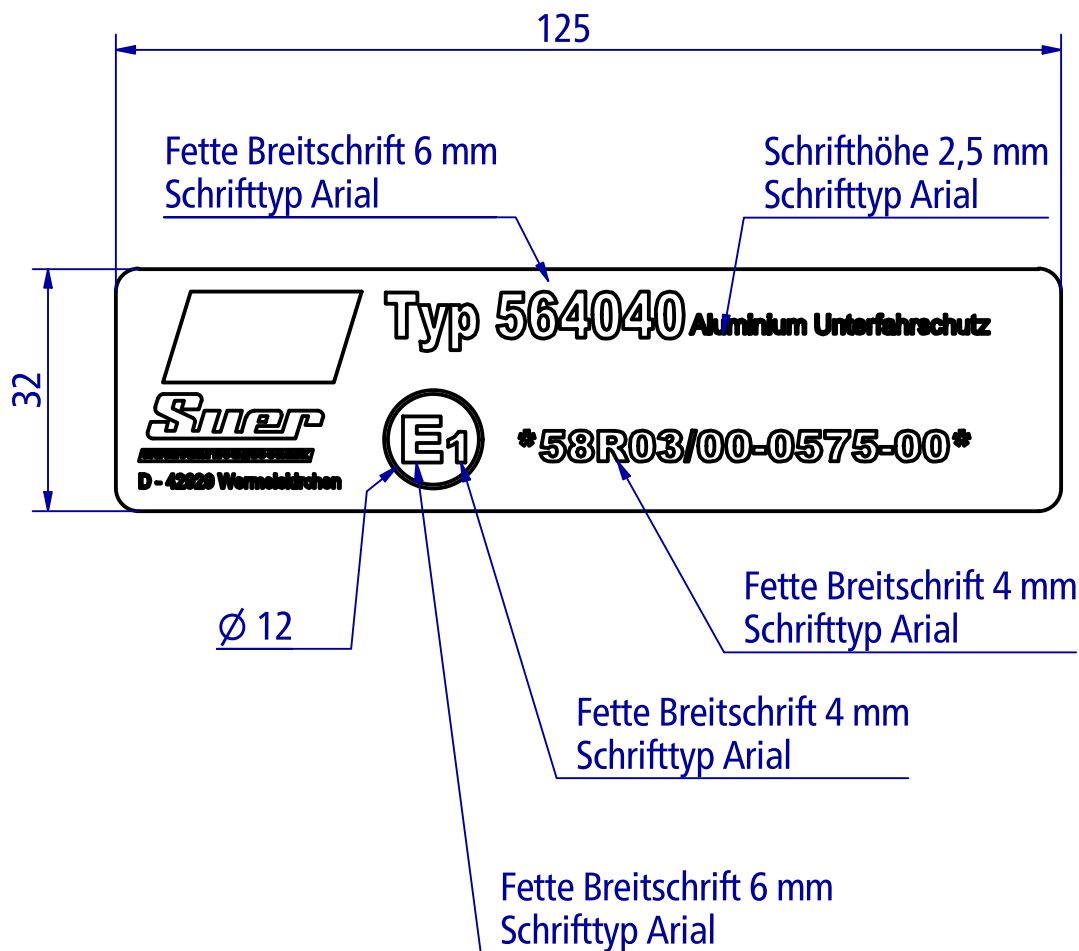 125
Fette Breitschrift 6 mm
Schrifttyp Arial
Schrifthöhe 2,5 mm
Schrifttyp Arial
32
Typ 564040 Aluminium Unterfahrschutz
Suer
E1 *58R03/00-0575-00*
D - 42929 Wermelskirchen
Ø 12
Fette Breitschrift 4 mm
Schrifttyp Arial
Fette Breitschrift 4 mm
Schrifttyp Arial
Fette Breitschrift 6 mm
Schrifttyp Arial